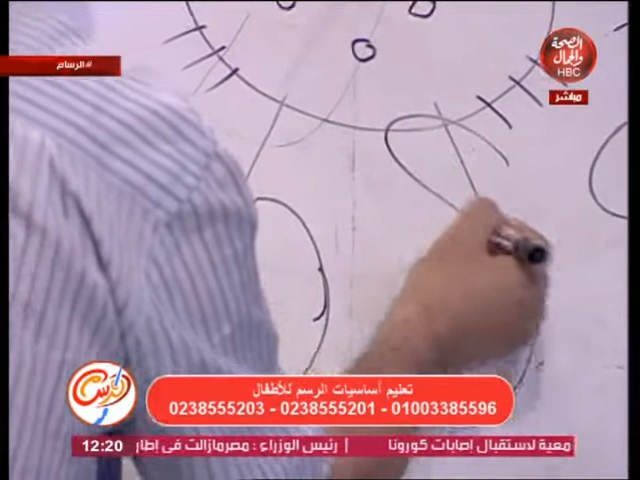 الصحة
والجمال
HBC
مباشر
#الرسام
تعليم أساسيات الرسم للأطفال
0238555203 - 0238555201 - 01003385596
12:20
معية لاستقبال إصابات كورونا | رئيس الوزراء : مصرمازالت فى إطار